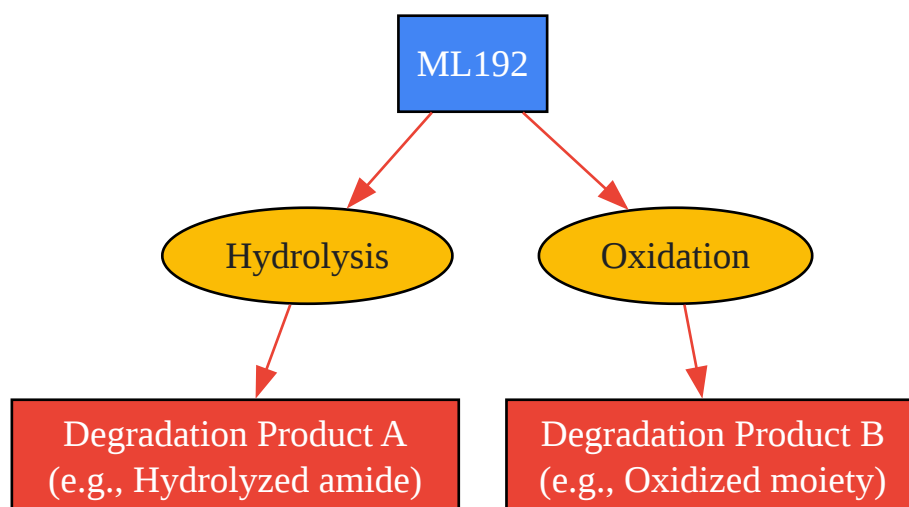 ML192
Hydrolysis
Oxidation
Degradation Product A
(e.g., Hydrolyzed amide)
Degradation Product B
(e.g., Oxidized moiety)